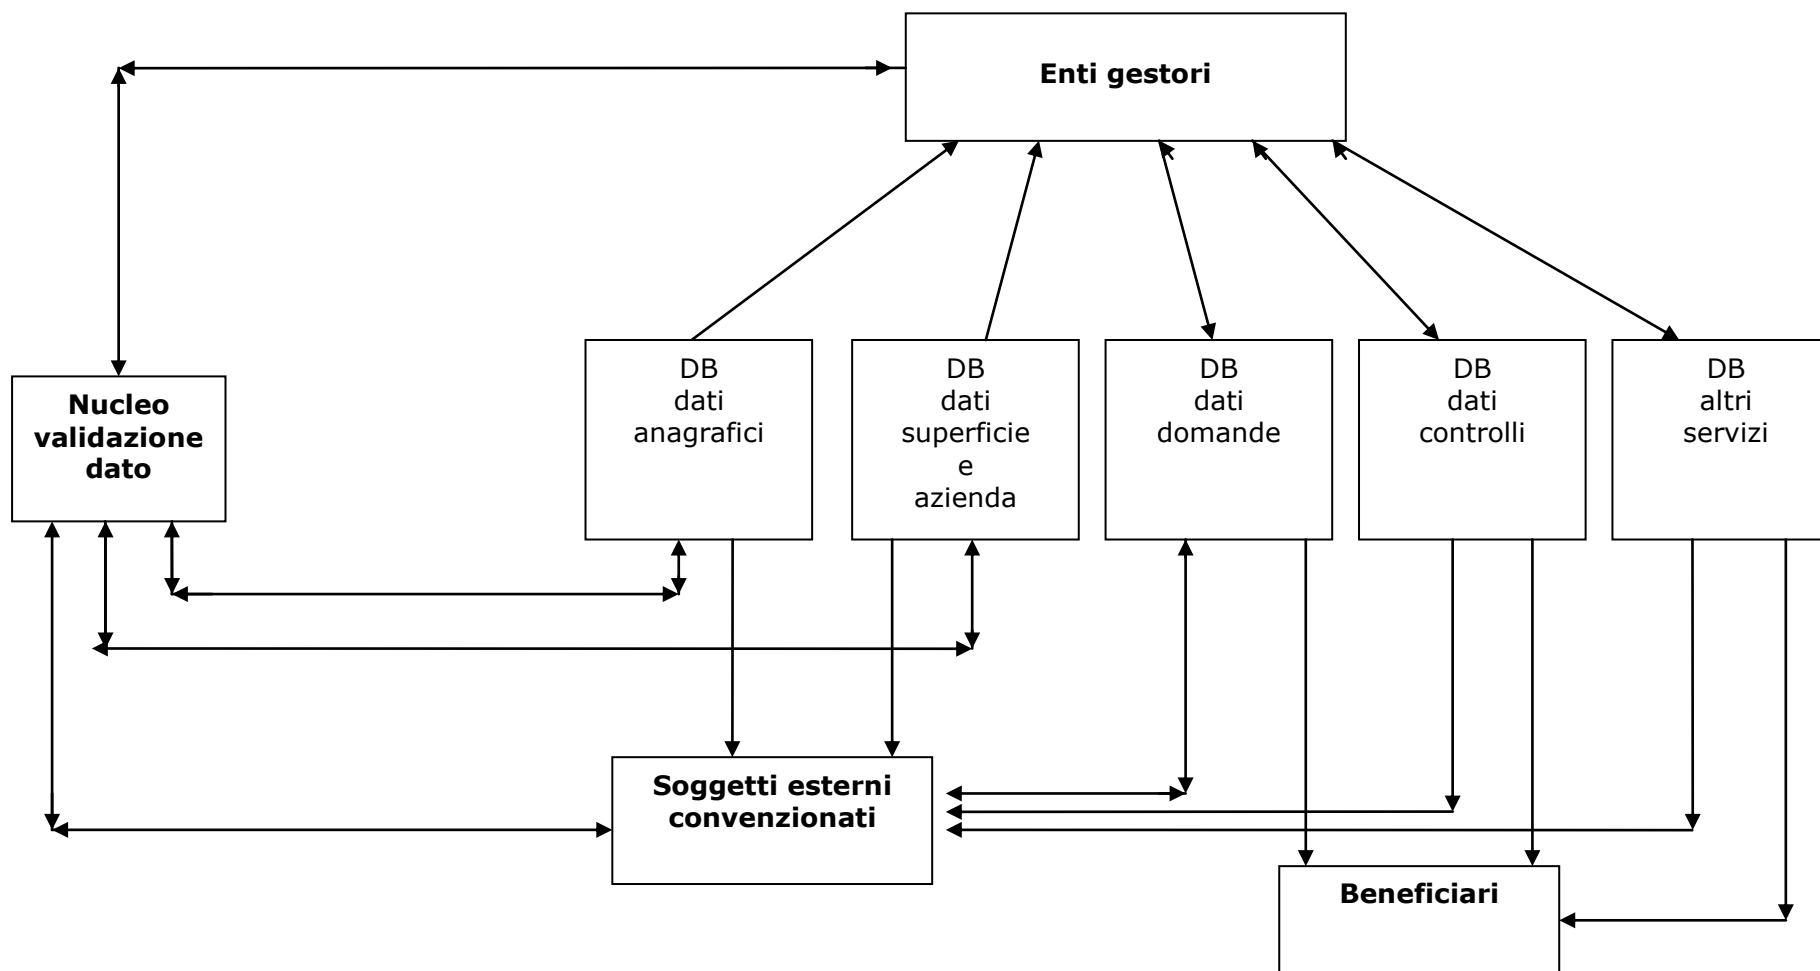 Enti gestori
Nucleo
validazione
dato
DB
dati
anagrafici
DB
dati
superficie
e
azienda
DB
dati
domande
DB
dati
controlli
DB
altri
servizi
Soggetti esterni
convenzionati
Beneficiari